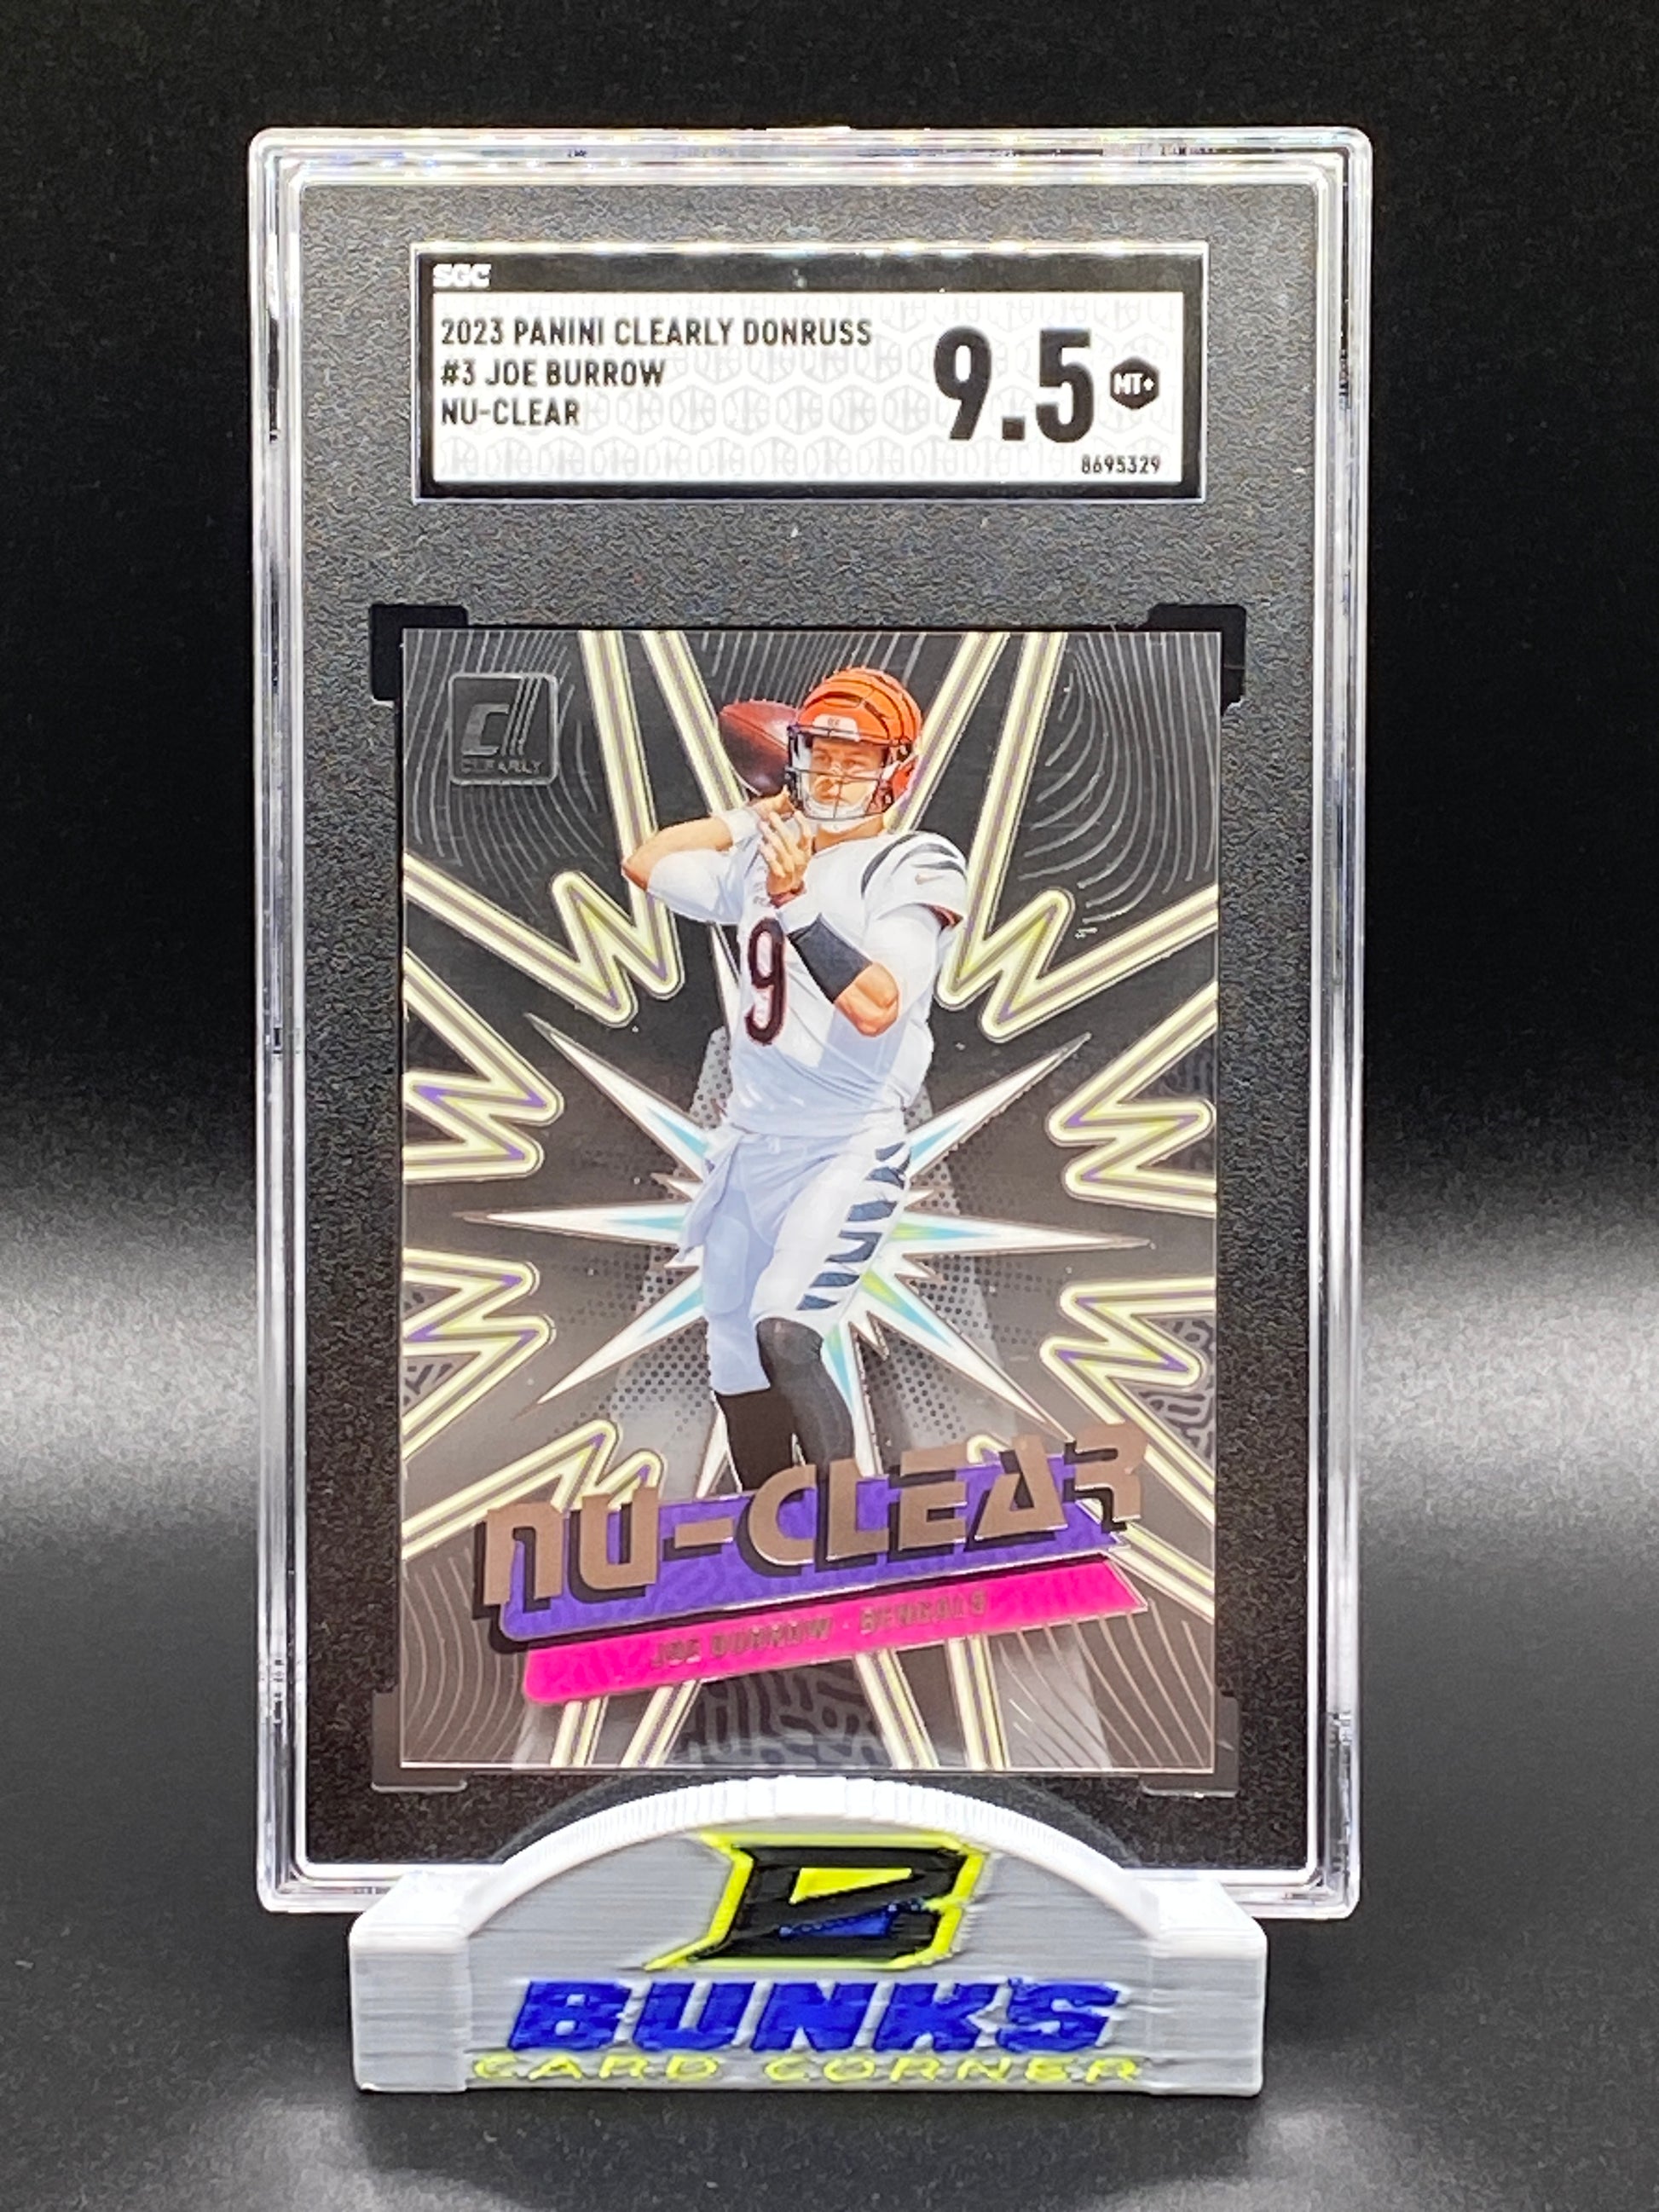 SGC
2023 PANINI CLEARLY DONRUSS
#3 JOE BURROW
NU-CLEAR
9.5 MT+
8695329
CLEARLY
9
NU-CLEAR
JOE BURROW · BENGALS
BUNK'S
CARD CORNER